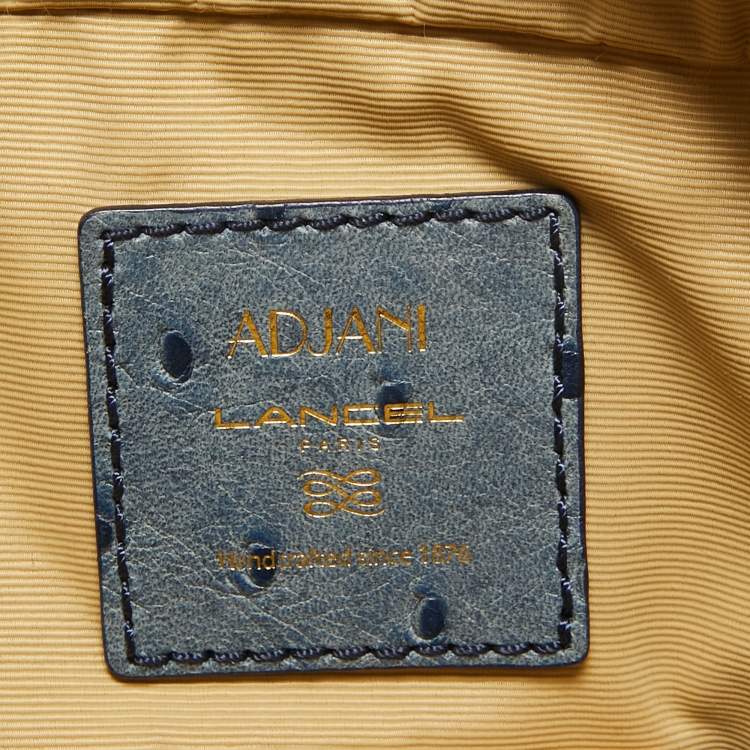 ADJANI
LANCEL
PARIS
Handcrafted since 1876